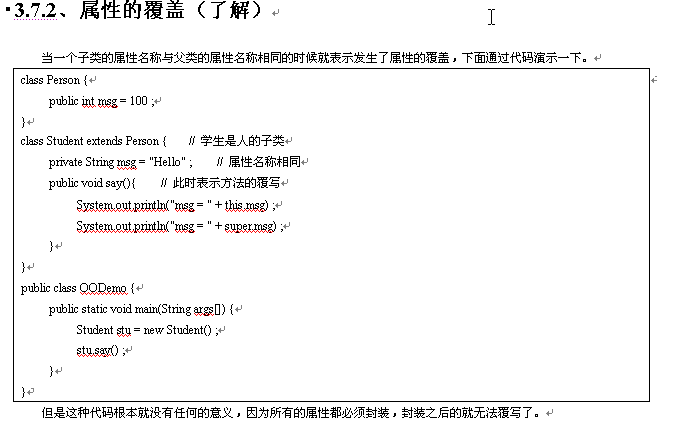 3.7.2、属性的覆盖（了解）
当一个子类的属性名称与父类的属性名称相同的时候就表示发生了属性的覆盖，下面通过代码演示一下。
class Person {
public int msg = 100 ;
}
class Student extends Person { // 学生是人的子类
private String msg = "Hello" ; // 属性名称相同
public void say(){ // 此时表示方法的覆写
System.out.println("msg = " + this.msg) ;
System.out.println("msg = " + super.msg) ;
}
}
public class OODemo {
public static void main(String args[]) {
Student stu = new Student() ;
stu.say() ;
}
}
但是这种代码根本就没有任何的意义，因为所有的属性都必须封装，封装之后的就无法覆写了。